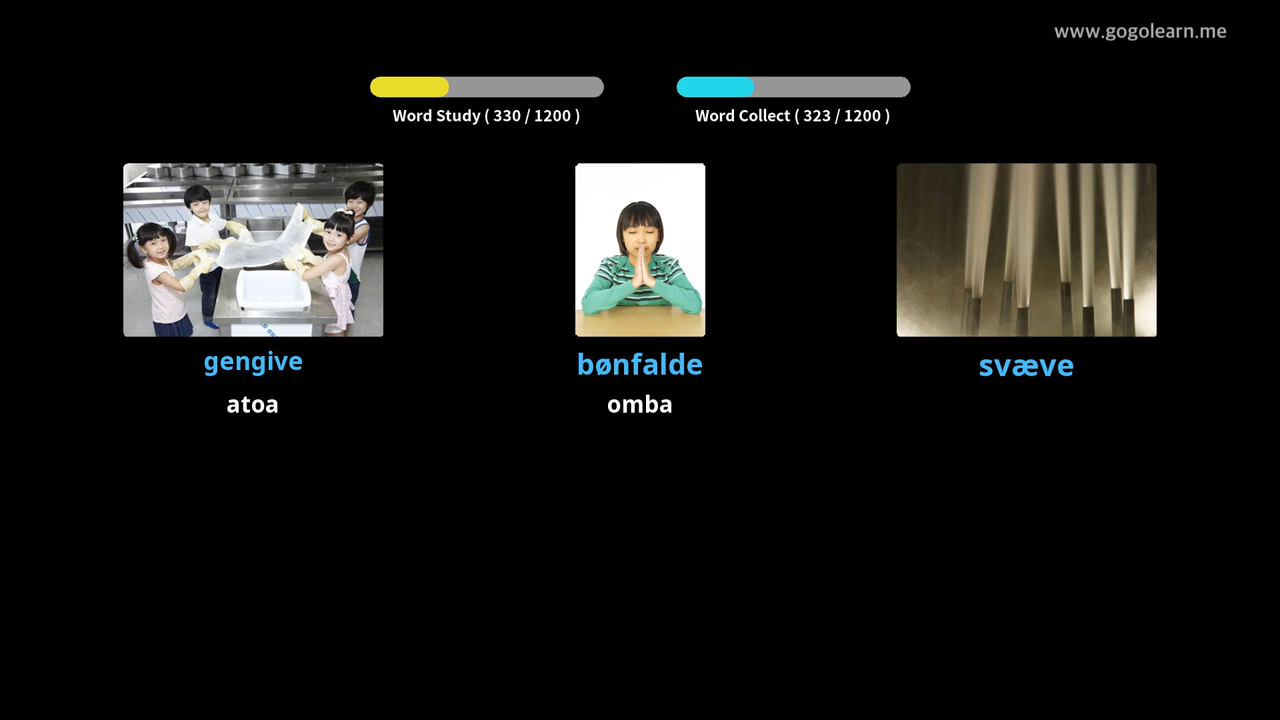 www.gogolearn.me
Word Study ( 330 / 1200 )
Word Collect ( 323 / 1200 )
gengive
bønfalde
svæve
atoa
omba